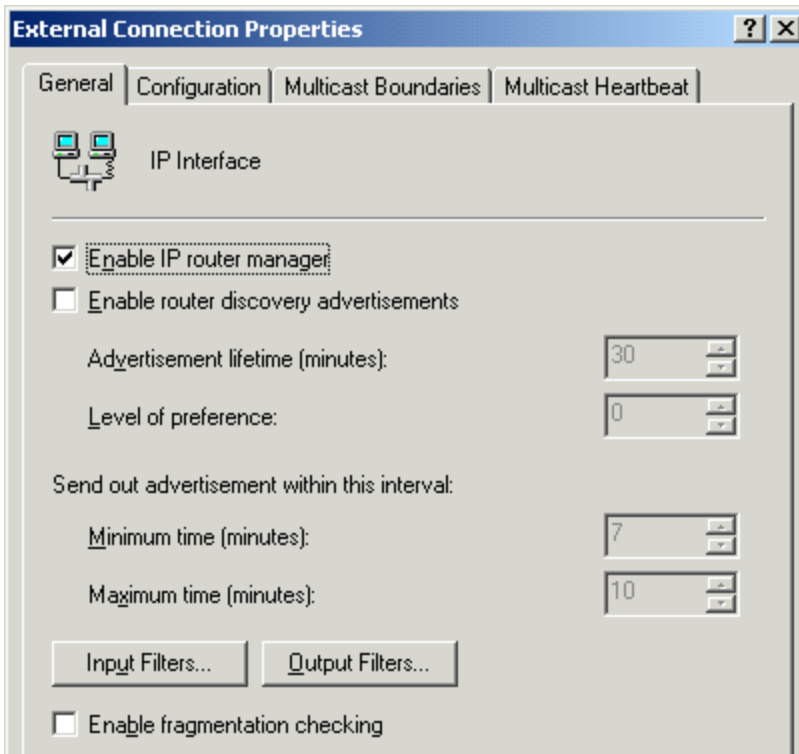 External Connection Properties
General Configuration Multicast Boundaries Multicast Heartbeat
IP Interface
Enable IP router manager
Enable router discovery advertisements
Advertisement lifetime (minutes): 30
Level of preference: 0
Send out advertisement within this interval:
Minimum time (minutes): 7
Maximum time (minutes): 10
Input Filters... Output Filters...
Enable fragmentation checking